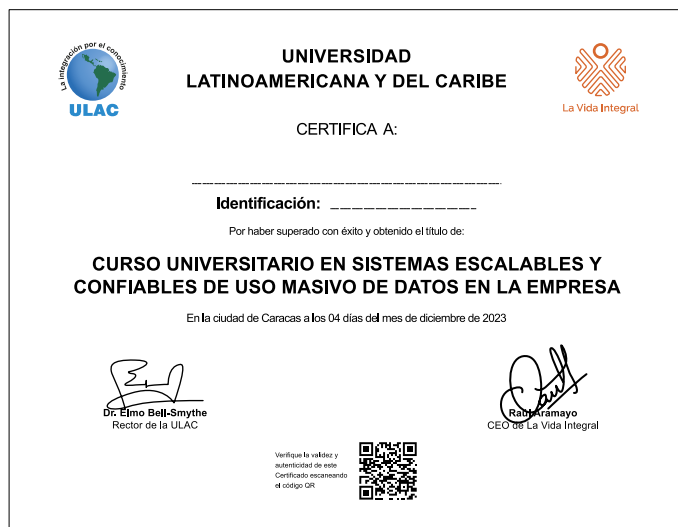 La integración por el conocimiento
ULAC
UNIVERSIDAD
LATINOAMERICANA Y DEL CARIBE
La Vida Integral
CERTIFICA A:
Identificación:
Por haber superado con éxito y obtenido el título de:
CURSO UNIVERSITARIO EN SISTEMAS ESCALABLES Y
CONFIABLES DE USO MASIVO DE DATOS EN LA EMPRESA
En la ciudad de Caracas a los 04 días del mes de diciembre de 2023
Dr. Elmo Bell-Smythe
Rector de la ULAC
Raúl Aramayo
CEO de La Vida Integral
Verifique la validez y
autenticidad de este
Certificado escaneando
el código QR